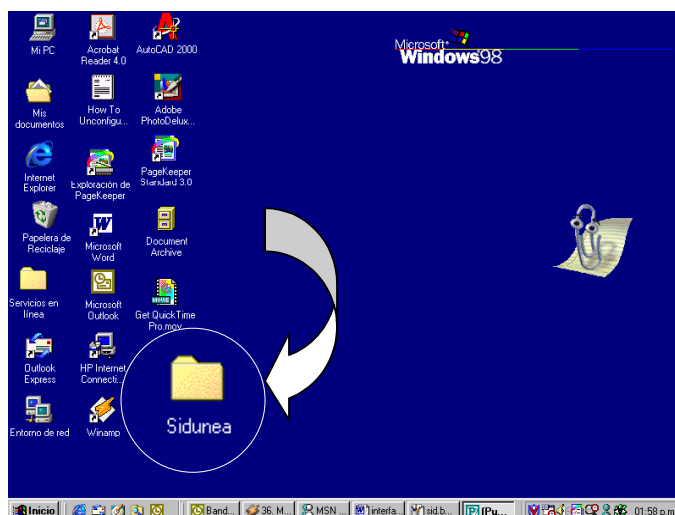 Mi PC
Acrobat
Reader 4.0
AutoCAD 2000
Microsoft
Windows 98
Mis
documentos
How To
Unconfigu...
Adobe
PhotoDelux...
Internet
Explorer
Exploración de
PageKeeper
PageKeeper
Standard 3.0
Papelera de
Reciclaje
Microsoft
Word
Document
Archive
Servicios en
línea
Microsoft
Outlook
Get QuickTime
Pro.mov
Outlook
Express
HP Internet
Connecti...
Sidunea
Entorno de red
Winamp
Inicio
Band...
36. M...
MSN ...
interfa...
sid.b...
(Pu...
01:58 p.m.